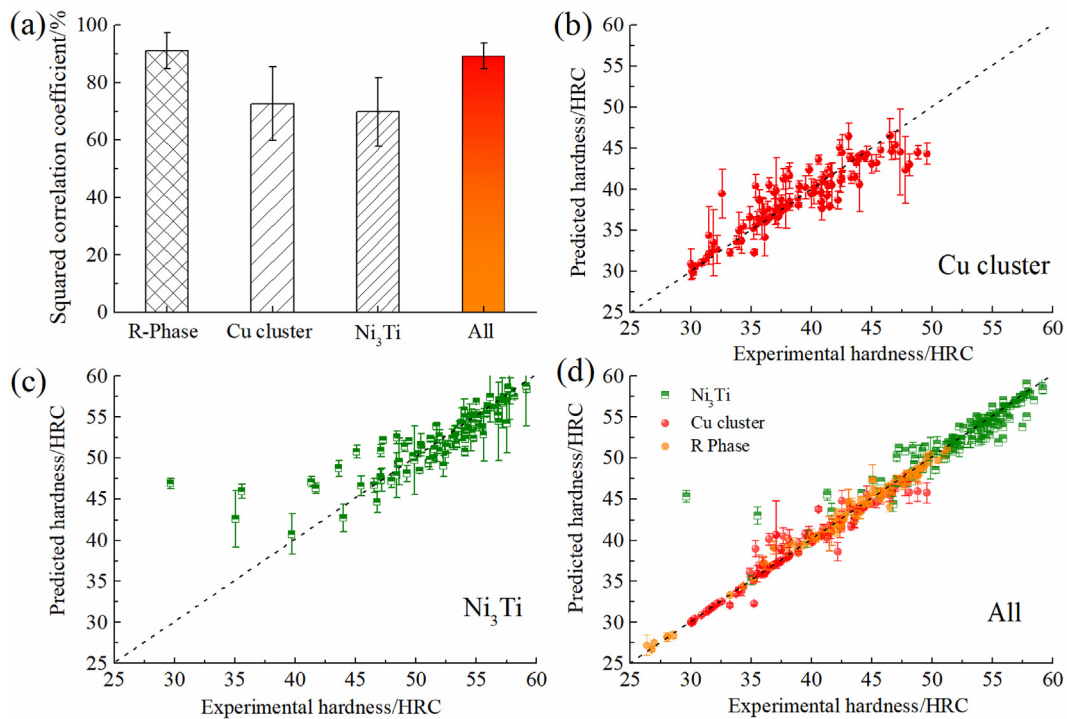 (a)
Squared correlation coefficient/%
100
80
60
40
20
0
R-Phase Cu cluster Ni₃Ti All
(b)
Predicted hardness/HRC
60
55
50
45
40
35
30
25
Cu cluster
25 30 35 40 45 50 55 60
Experimental hardness/HRC
(c)
Predicted hardness/HRC
60
55
50
45
40
35
30
25
Ni₃Ti
25 30 35 40 45 50 55 60
Experimental hardness/HRC
(d)
Predicted hardness/HRC
60
55
50
45
40
35
30
25
Ni₃Ti
Cu cluster
R Phase
All
25 30 35 40 45 50 55 60
Experimental hardness/HRC